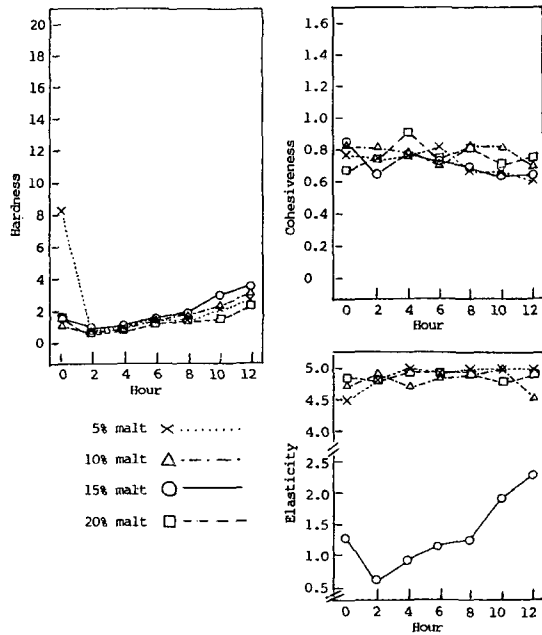 20
18
16
14
12
10
8
6
4
2
0
Hardness
0 2 4 6 8 10 12
Hour
1.6
1.4
1.2
1.0
0.8
0.6
0.4
0.2
0
Cohesiveness
0 2 4 6 8 10 12
Hour
5% malt
10% malt
15% malt
20% malt
5.0
4.5
4.0
2.5
2.0
1.5
1.0
0.5
Elasticity
0 2 4 6 8 10 12
Hour